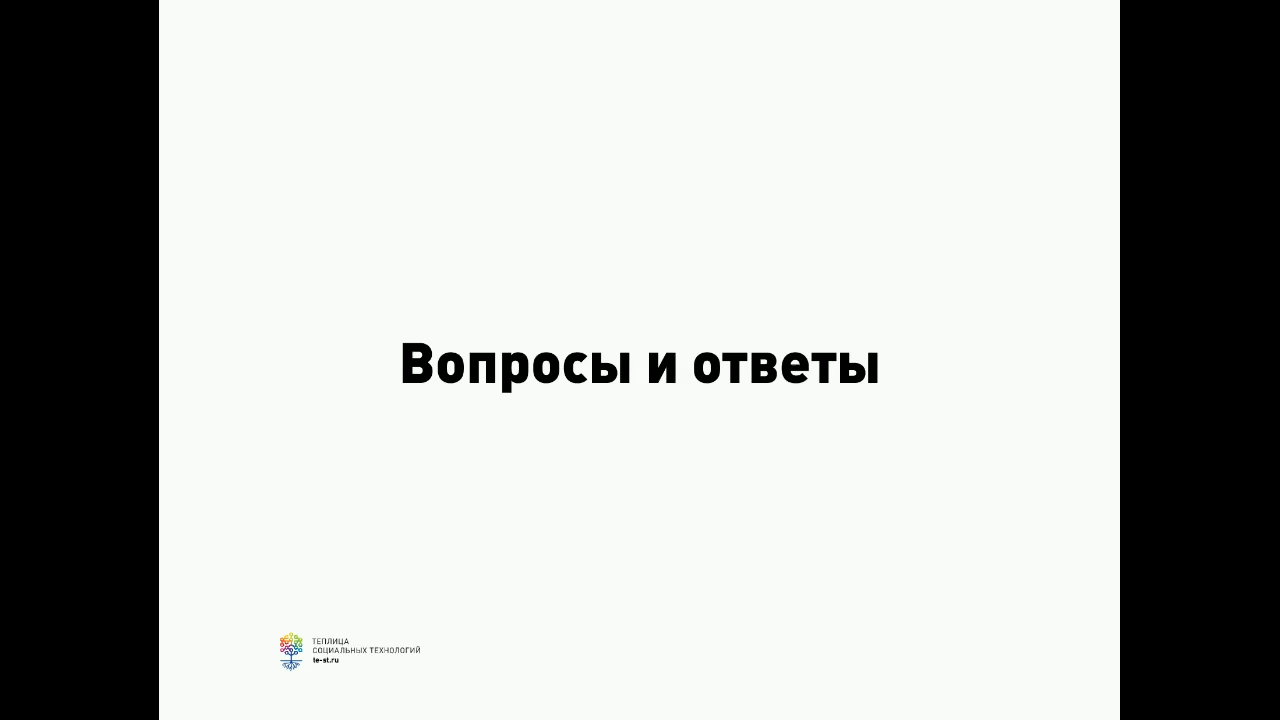 Вопросы и ответы
ТЕПЛИЦА
СОЦИАЛЬНЫХ ТЕХНОЛОГИЙ
te-st.ru